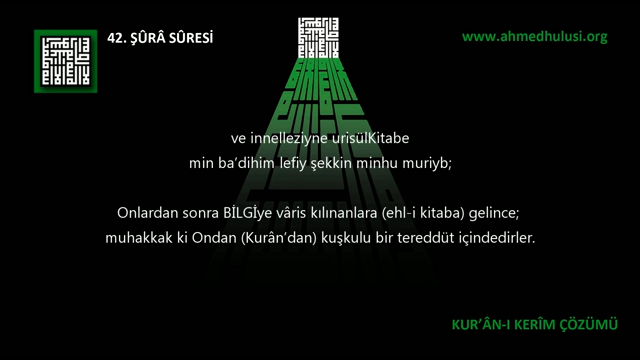 42. ŞÛRÂ SÛRESİ
www.ahmedhulusi.org
ve innelleziyne urisülKitabe
min ba’dihim lefiy şekkin minhu muriyb;
Onlardan sonra BİLGİye vâris kılınanlara (ehl-i kitaba) gelince;
muhakkak ki Ondan (Kurân’dan) kuşkulu bir tereddüt içindedirler.
KUR’ÂN-I KERÎM ÇÖZÜMÜ